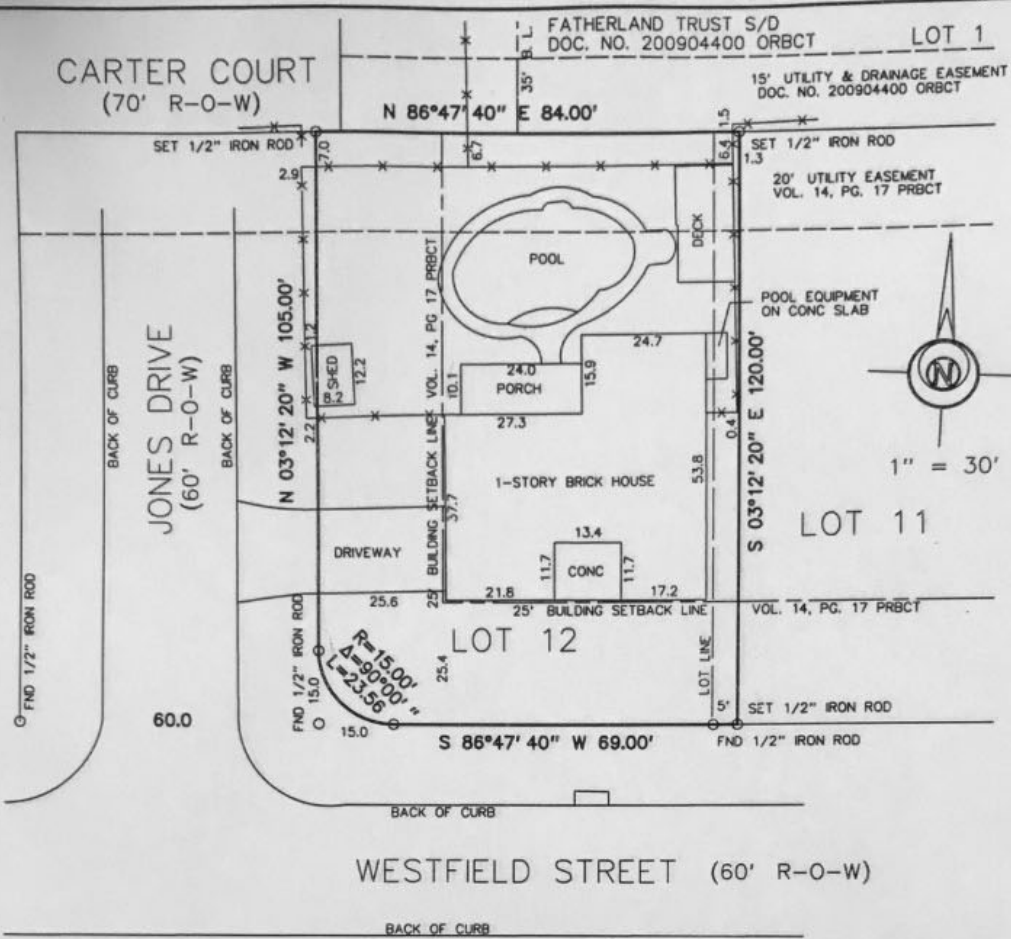 FATHERLAND TRUST S/D
DOC. NO. 200904400 ORBCT
LOT 1
35' B. L.
CARTER COURT
(70' R-O-W)
15' UTILITY & DRAINAGE EASEMENT
DOC. NO. 200904400 ORBCT
N 86°47' 40" E 84.00'
SET 1/2" IRON ROD
7.0
6.7
6.4
1.5
SET 1/2" IRON ROD
1.3
2.9
20' UTILITY EASEMENT
VOL. 14, PG. 17 PRBCT
DECK
POOL
POOL EQUIPMENT
ON CONC SLAB
N 03°12' 20" W 105.00'
JONES DRIVE
(60' R-O-W)
BACK OF CURB
BACK OF CURB
1.2
SHED
12.2
8.2
2.2
25' BUILDING SETBACK LINE VOL. 14, PG 17 PRBCT
24.7
24.0
PORCH
10.1
15.9
27.3
0.4
S 03°12' 20" E 120.00'
N
1" = 30'
1-STORY BRICK HOUSE
53.8
37.7
LOT 11
DRIVEWAY
13.4
11.7
CONC
11.7
25.6
21.8
17.2
25' BUILDING SETBACK LINE
VOL. 14, PG. 17 PRBCT
LOT 12
FND 1/2" IRON ROD
FND 1/2" IRON ROD
R=15.00'
Δ=90°00' "
L=23.56
25.4
LOT LINE
15.0
15.0
60.0
5'
SET 1/2" IRON ROD
S 86°47' 40" W 69.00'
FND 1/2" IRON ROD
BACK OF CURB
WESTFIELD STREET (60' R-O-W)
BACK OF CURB